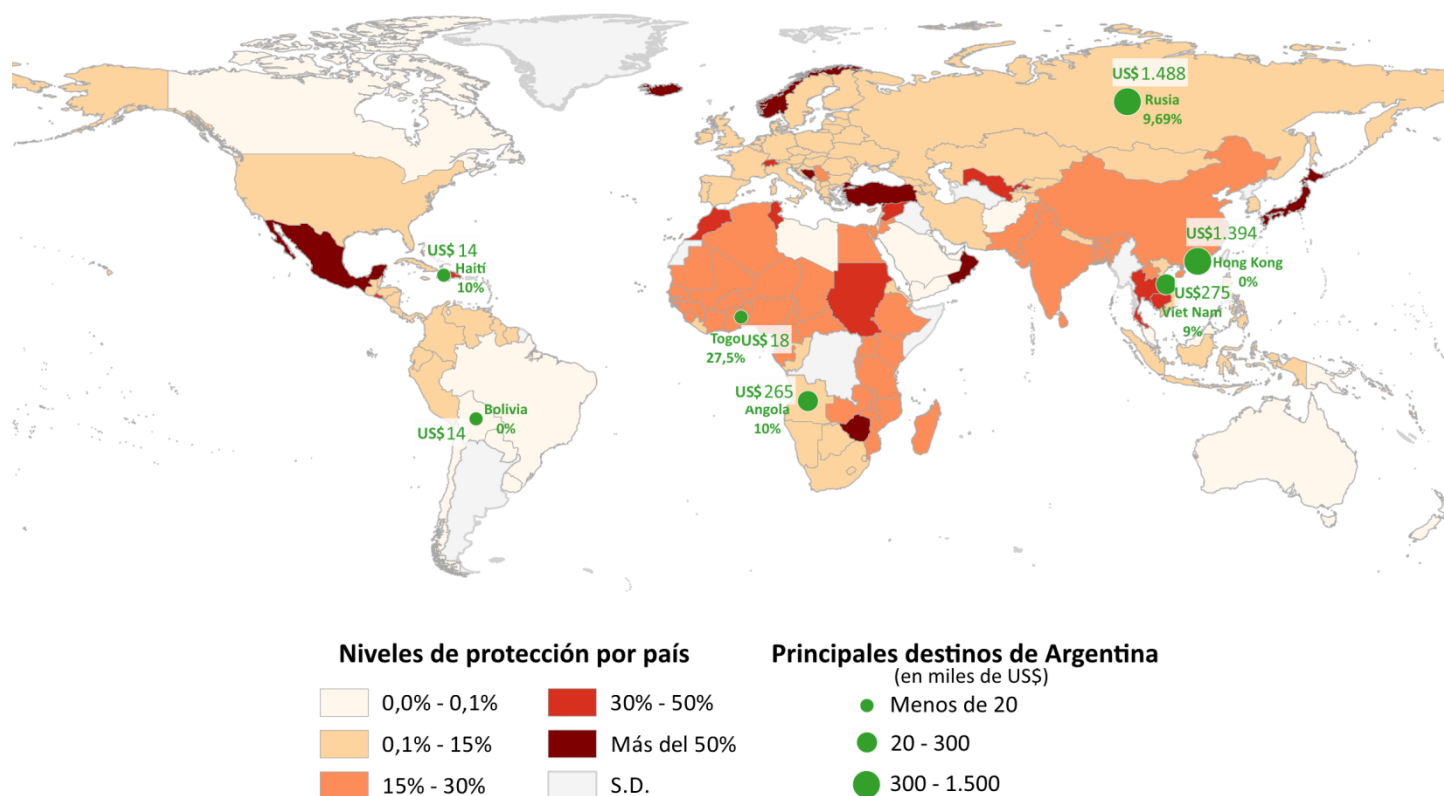 US$ 1.488
Rusia
9,69%
US$ 14
Haití
10%
US$1.394
Hong Kong
0%
US$275
Viet Nam
9%
Togo US$ 18
27,5%
US$ 265
Angola
10%
Bolivia
0%
US$ 14
Niveles de protección por país
0,0% - 0,1%
0,1% - 15%
15% - 30%
30% - 50%
Más del 50%
S.D.
Principales destinos de Argentina
(en miles de US$)
Menos de 20
20 - 300
300 - 1.500